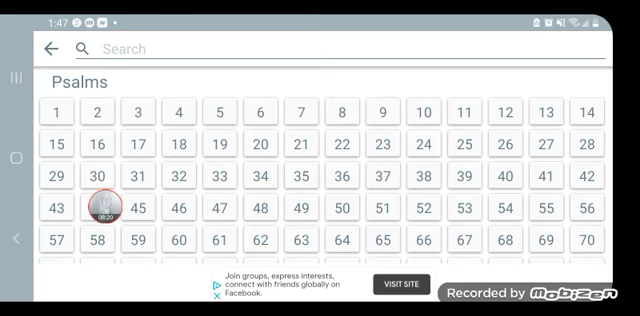 1:47
Search
Psalms
1 2 3 4 5 6 7 8 9 10 11 12 13 14
15 16 17 18 19 20 21 22 23 24 25 26 27 28
29 30 31 32 33 34 35 36 37 38 39 40 41 42
43 45 46 47 48 49 50 51 52 53 54 55 56
08:20
57 58 59 60 61 62 63 64 65 66 67 68 69 70
Join groups, express interests,
connect with friends globally on
Facebook.
VISIT SITE
Recorded by Mobizen